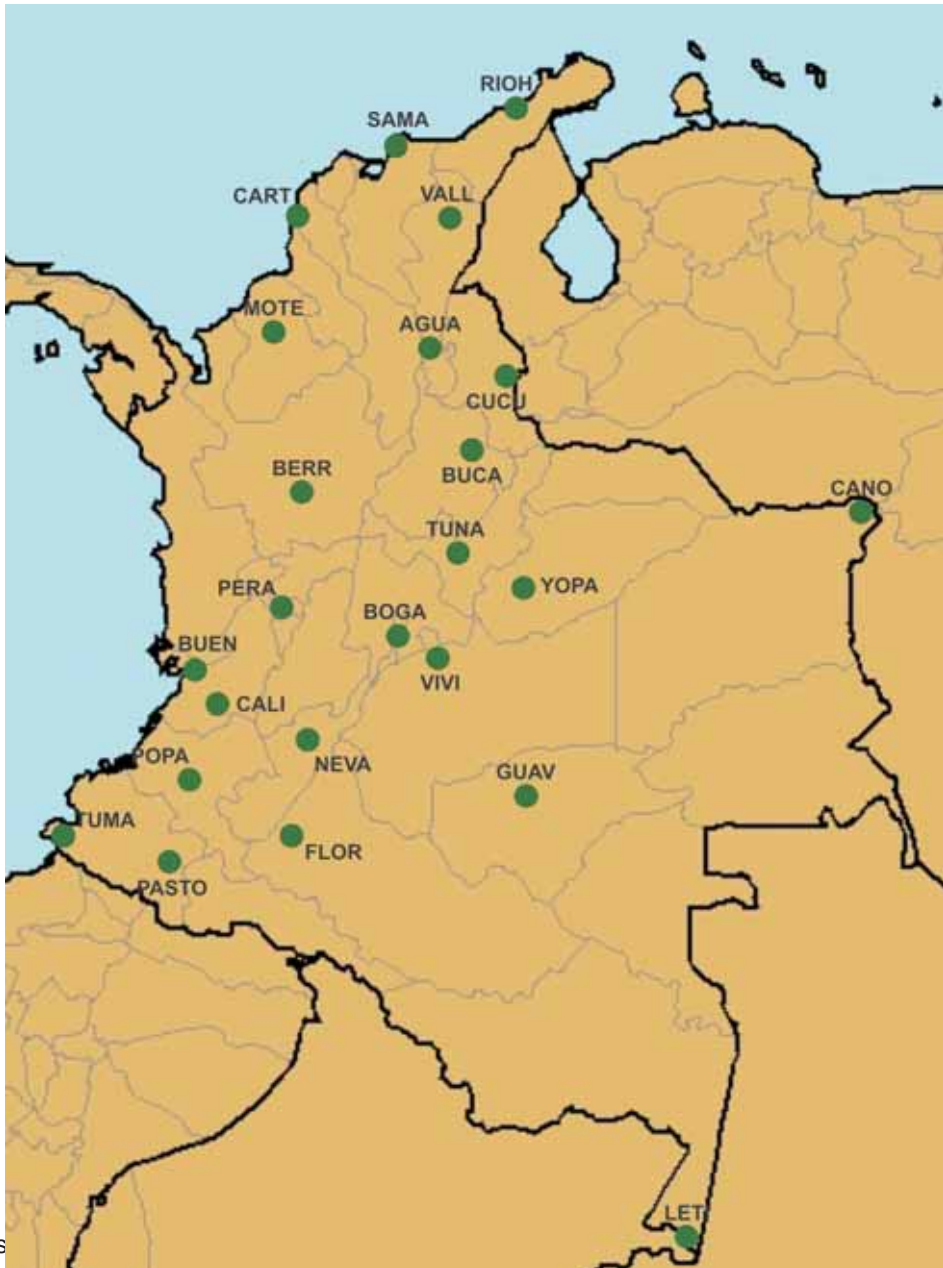 RIOH
SAMA
CART
VALL
MOTE
AGUA
CUCU
BUCA
BERR
CANO
TUNA
PERA
YOPA
BOGA
BUEN
VIVI
CALI
NEVA
POPA
GUAV
TUMA
FLOR
PASTO
LET
s